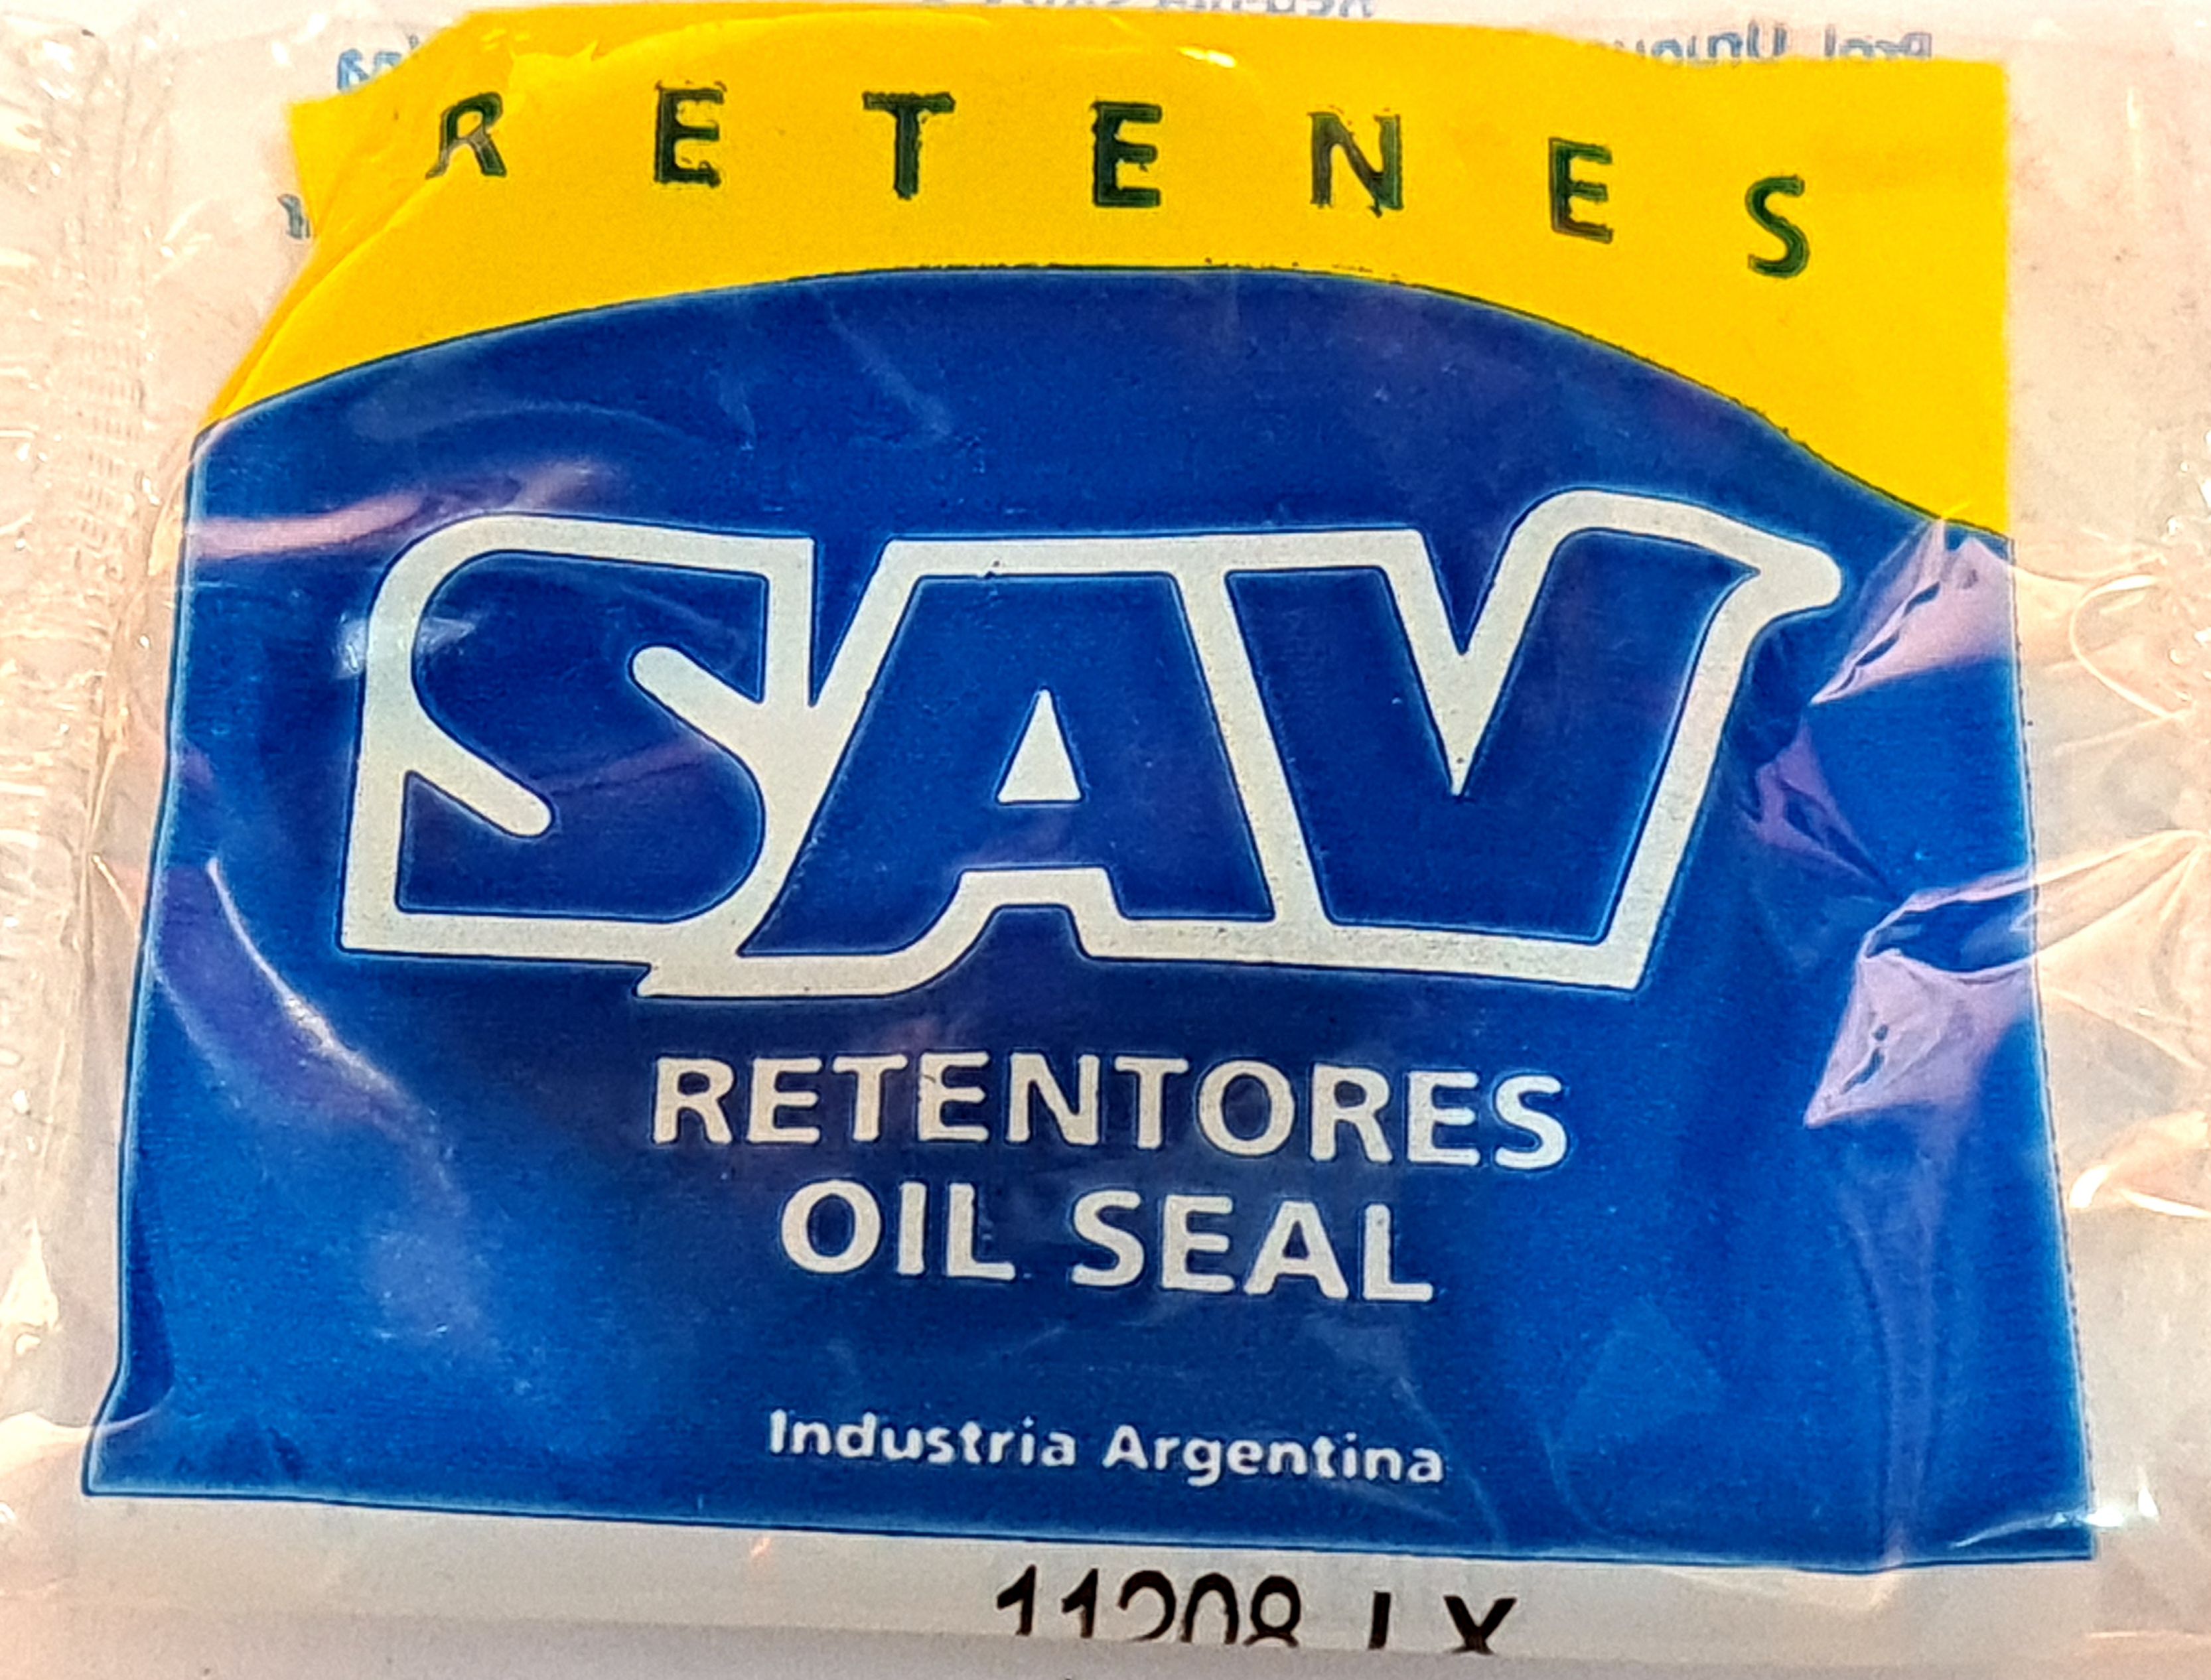 RETENES
SAV
RETENTORES
OIL SEAL
Industria Argentina